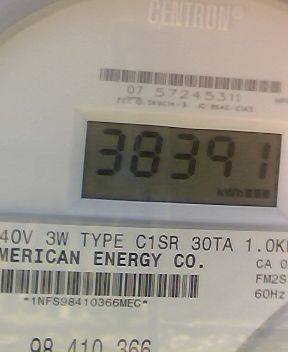 CENTRON®
07 57245311
38391
kWh
40V 3W TYPE C1SR 30TA 1.0K
MERICAN ENERGY CO.
CA 0
FM2S
60Hz
*1NFS98410366MEC*
98 410 366